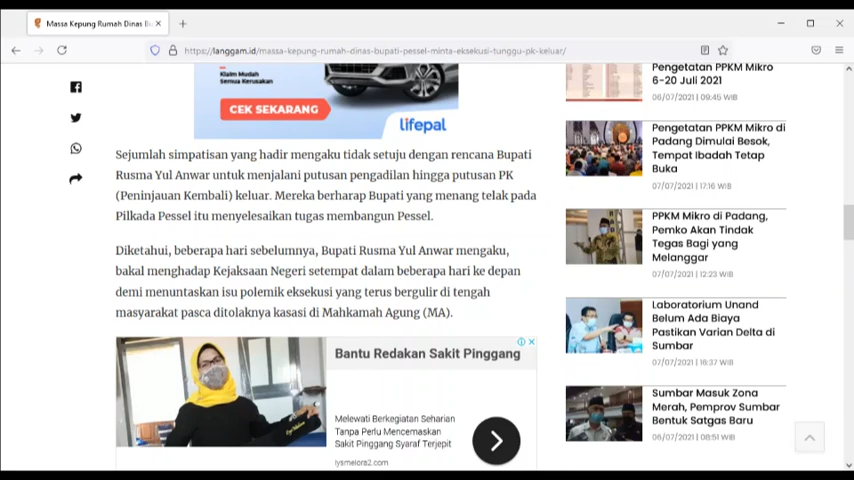 Massa Kepung Rumah Dinas Bu
https://langgam.id/massa-kepung-rumah-dinas-bupati-pessel-minta-eksekusi-tunggu-pk-keluar/
Klaim Mudah
Semua Kerusakan
CEK SEKARANG
lifepal
Sejumlah simpatisan yang hadir mengaku tidak setuju dengan rencana Bupati
Rusma Yul Anwar untuk menjalani putusan pengadilan hingga putusan PK
(Peninjauan Kembali) keluar. Mereka berharap Bupati yang menang telak pada
Pilkada Pessel itu menyelesaikan tugas membangun Pessel.
Diketahui, beberapa hari sebelumnya, Bupati Rusma Yul Anwar mengaku,
bakal menghadap Kejaksaan Negeri setempat dalam beberapa hari ke depan
demi menuntaskan isu polemik eksekusi yang terus bergulir di tengah
masyarakat pasca ditolaknya kasasi di Mahkamah Agung (MA).
Bantu Redakan Sakit Pinggang
Melewati Berkegiatan Seharian
Tanpa Perlu Mencemaskan
Sakit Pinggang Syaraf Terjepit
lysmelora2.com
Pengetatan PPKM Mikro
6-20 Juli 2021
06/07/2021 | 09:45 WIB
Pengetatan PPKM Mikro di
Padang Dimulai Besok,
Tempat Ibadah Tetap
Buka
07/07/2021 | 17:16 WIB
PPKM Mikro di Padang,
Pemko Akan Tindak
Tegas Bagi yang
Melanggar
07/07/2021 | 12:23 WIB
Laboratorium Unand
Belum Ada Biaya
Pastikan Varian Delta di
Sumbar
07/07/2021 | 16:37 WIB
Sumbar Masuk Zona
Merah, Pemprov Sumbar
Bentuk Satgas Baru
06/07/2021 | 08:51 WIB